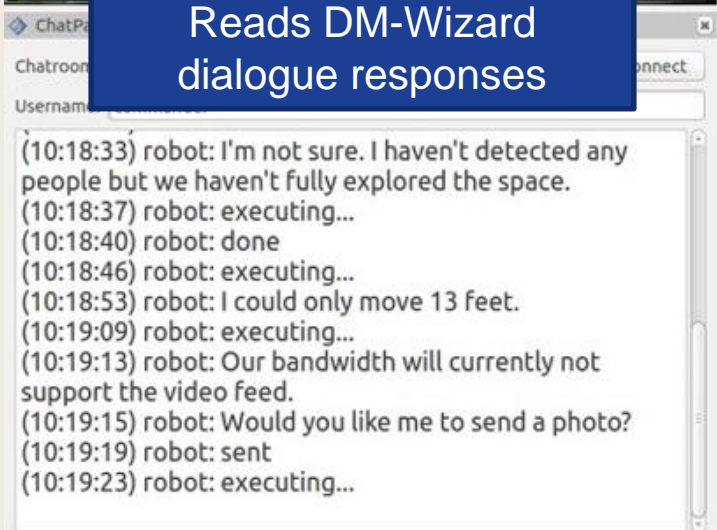 Reads DM-Wizard
dialogue responses
ChatPa
Chatroom
onnect
Username
(10:18:33) robot: I'm not sure. I haven't detected any
people but we haven't fully explored the space.
(10:18:37) robot: executing...
(10:18:40) robot: done
(10:18:46) robot: executing...
(10:18:53) robot: I could only move 13 feet.
(10:19:09) robot: executing...
(10:19:13) robot: Our bandwidth will currently not
support the video feed.
(10:19:15) robot: Would you like me to send a photo?
(10:19:19) robot: sent
(10:19:23) robot: executing...